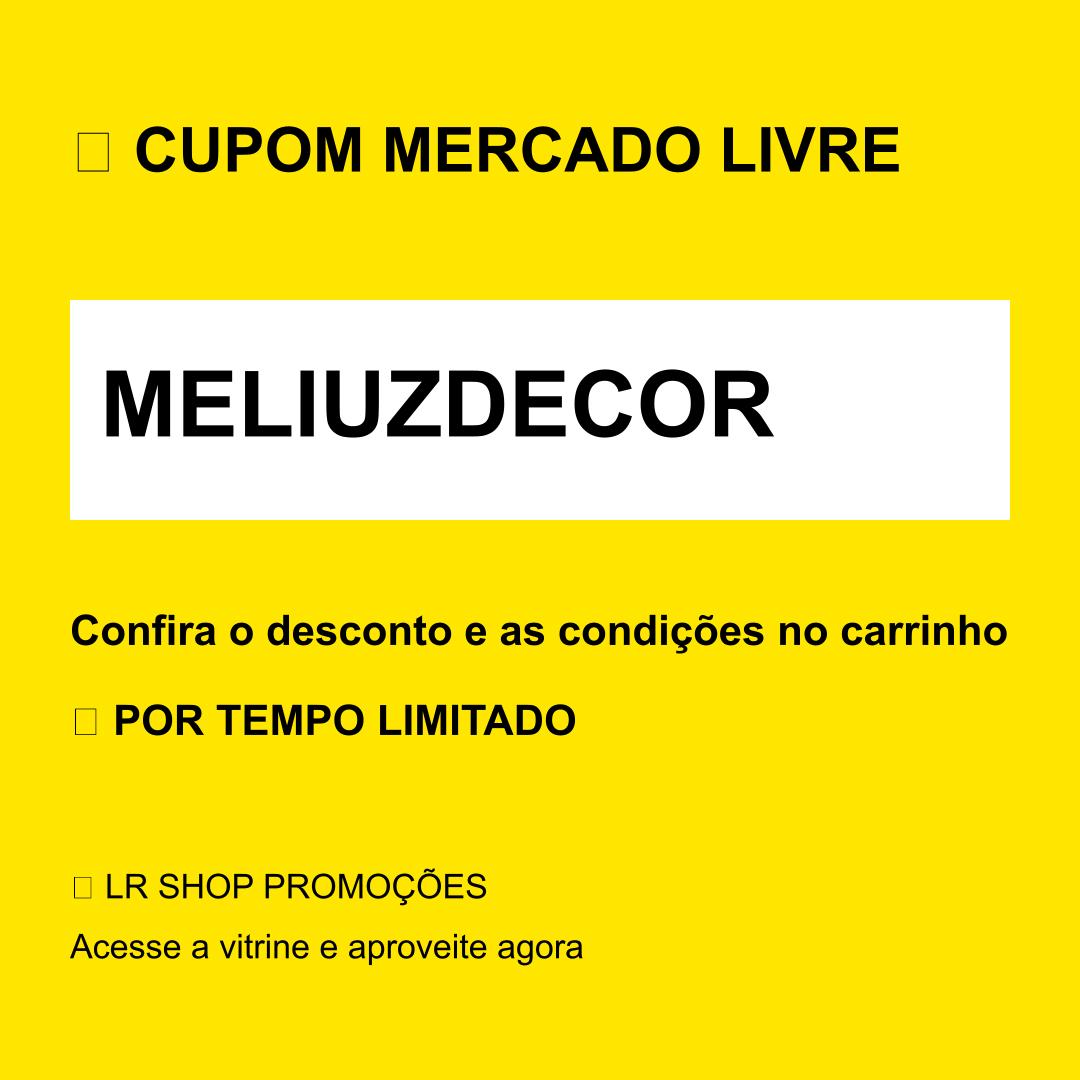 CUPOM MERCADO LIVRE
MELIUZDECOR
Confira o desconto e as condições no carrinho
POR TEMPO LIMITADO
LR SHOP PROMOÇÕES
Acesse a vitrine e aproveite agora